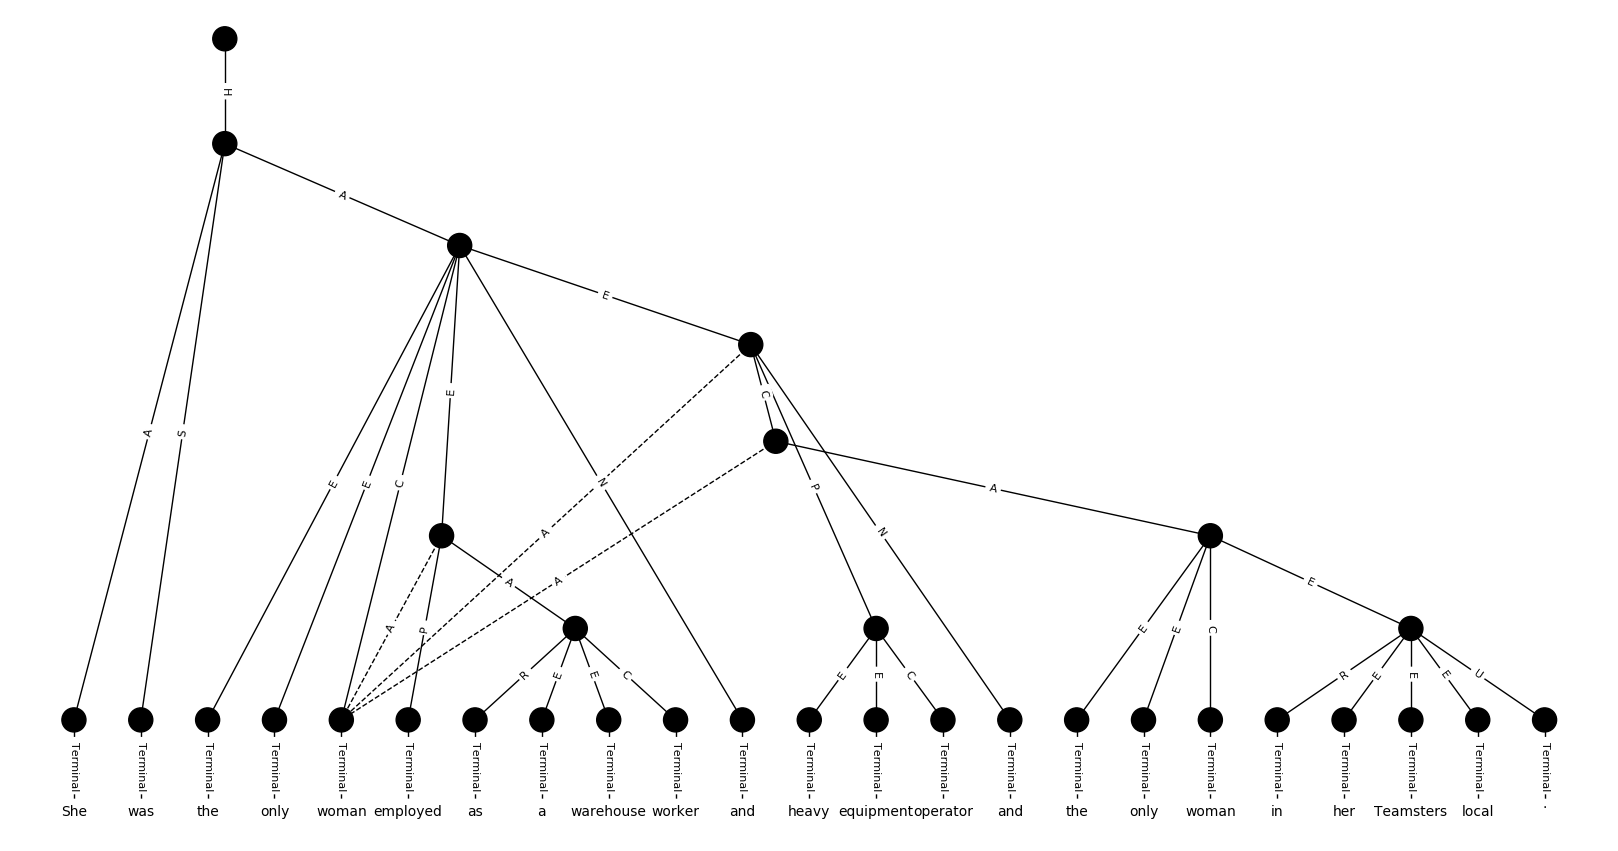 H
A
E
A S E E C E N C P N A
A P A A A E E C E
R E E C E E C R E E E U
Terminal Terminal Terminal Terminal Terminal Terminal Terminal Terminal Terminal Terminal Terminal Terminal Terminal Terminal Terminal Terminal Terminal Terminal Terminal Terminal Terminal Terminal Terminal
She was the only woman employed as a warehouse worker and heavy equipment operator and the only woman in her Teamsters local .